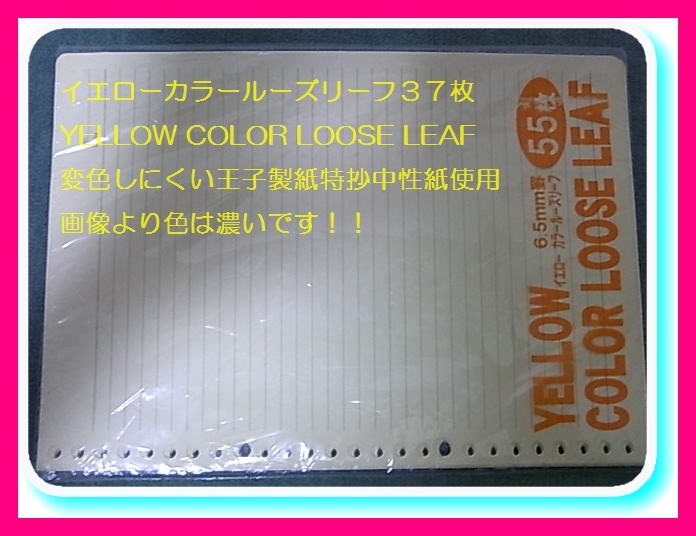 イエローカラールーズリーフ３７枚
YELLOW COLOR LOOSE LEAF
変色しにくい王子製紙特抄中性紙使用
画像より色は濃いです！！
55枚
6.5mm罫
イエロー カラールーズリーフ
YELLOW
COLOR LOOSE LEAF